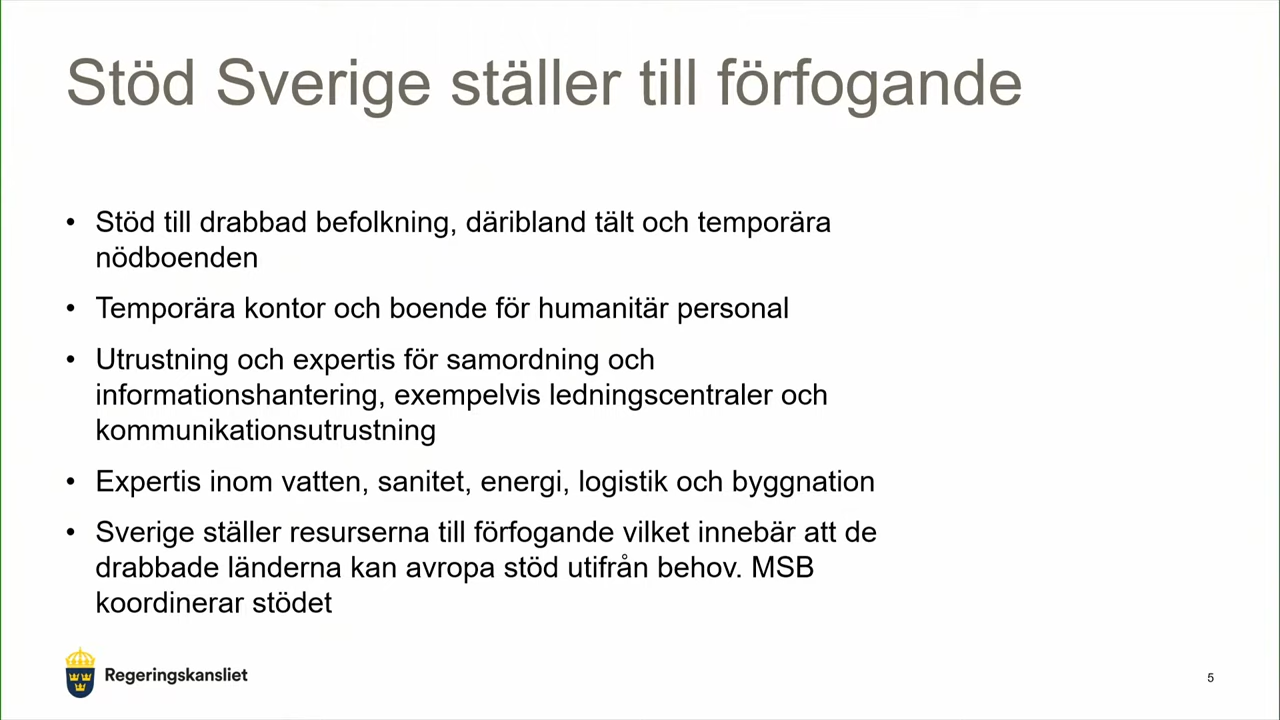 Stöd Sverige ställer till förfogande
• Stöd till drabbad befolkning, däribland tält och temporära
nödboenden
• Temporära kontor och boende för humanitär personal
• Utrustning och expertis för samordning och
informationshantering, exempelvis ledningscentraler och
kommunikationsutrustning
• Expertis inom vatten, sanitet, energi, logistik och byggnation
• Sverige ställer resurserna till förfogande vilket innebär att de
drabbade länderna kan avropa stöd utifrån behov. MSB
koordinerar stödet
Regeringskansliet
5